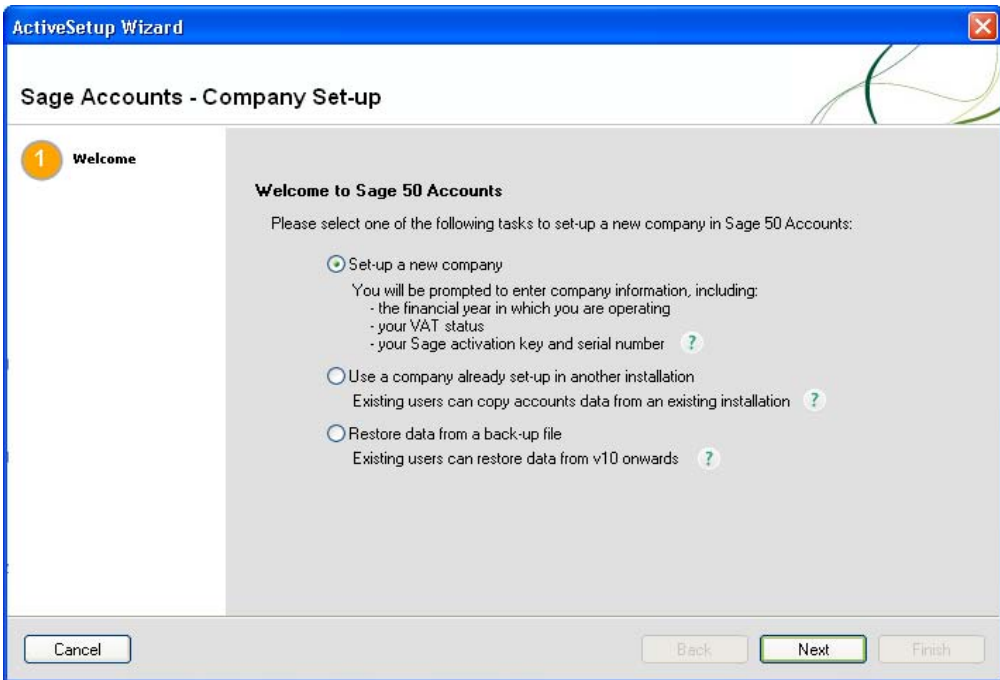 ActiveSetup Wizard
Sage Accounts - Company Set-up
1 Welcome
Welcome to Sage 50 Accounts
Please select one of the following tasks to set-up a new company in Sage 50 Accounts:
Set-up a new company
You will be prompted to enter company information, including:
- the financial year in which you are operating
- your VAT status
- your Sage activation key and serial number ?
Use a company already set-up in another installation
Existing users can copy accounts data from an existing installation ?
Restore data from a back-up file
Existing users can restore data from v10 onwards ?
Cancel Back Next Finish